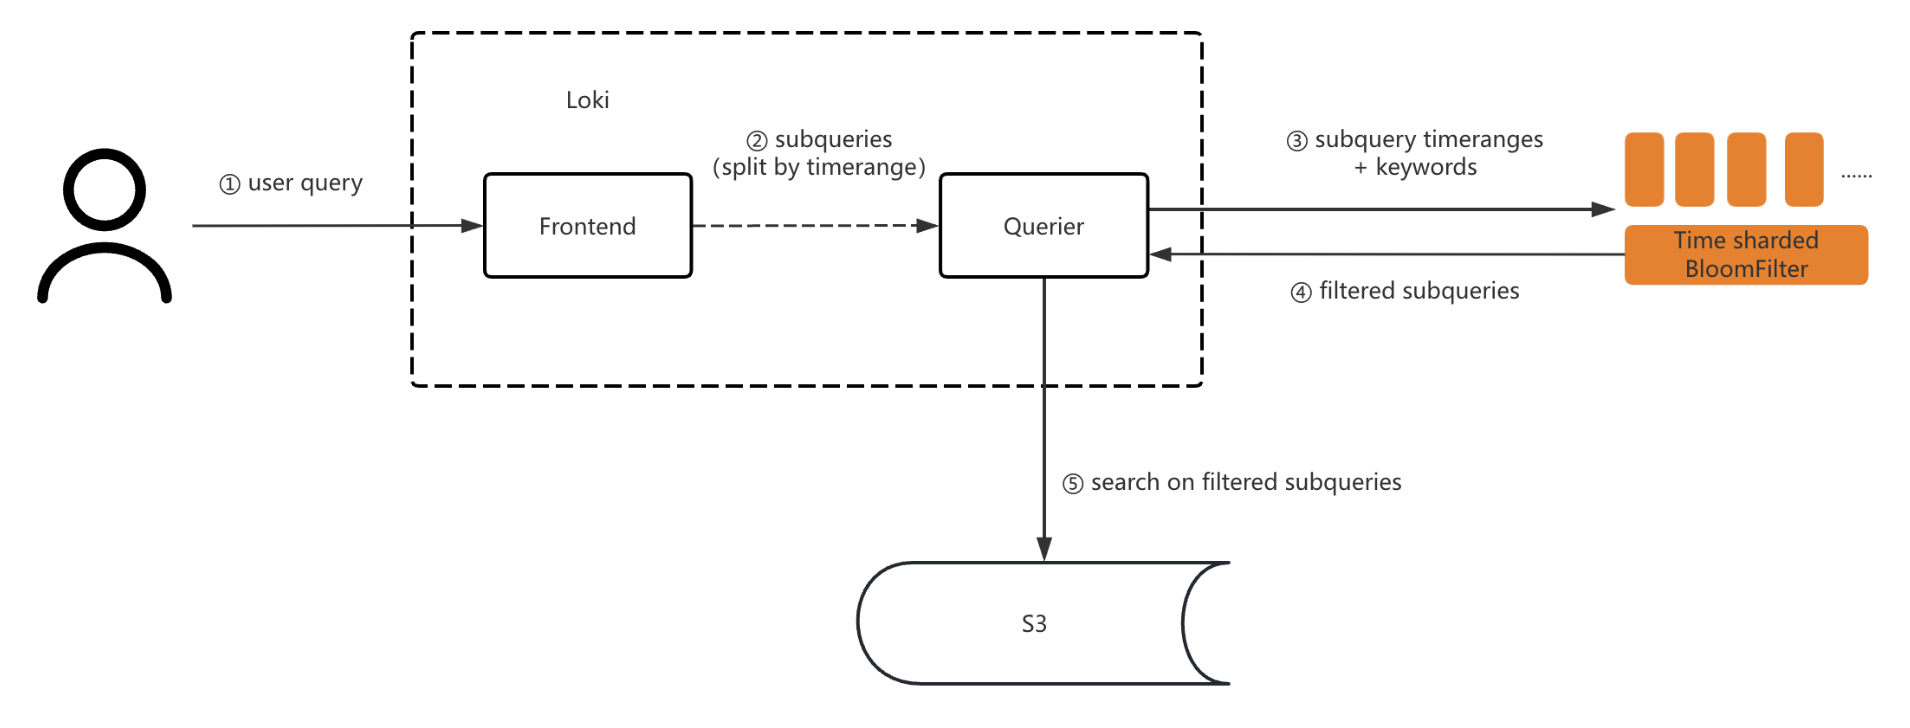 Loki
① user query
Frontend
② subqueries
(split by timerange)
Querier
③ subquery timeranges
+ keywords
......
Time sharded
BloomFilter
④ filtered subqueries
⑤ search on filtered subqueries
S3